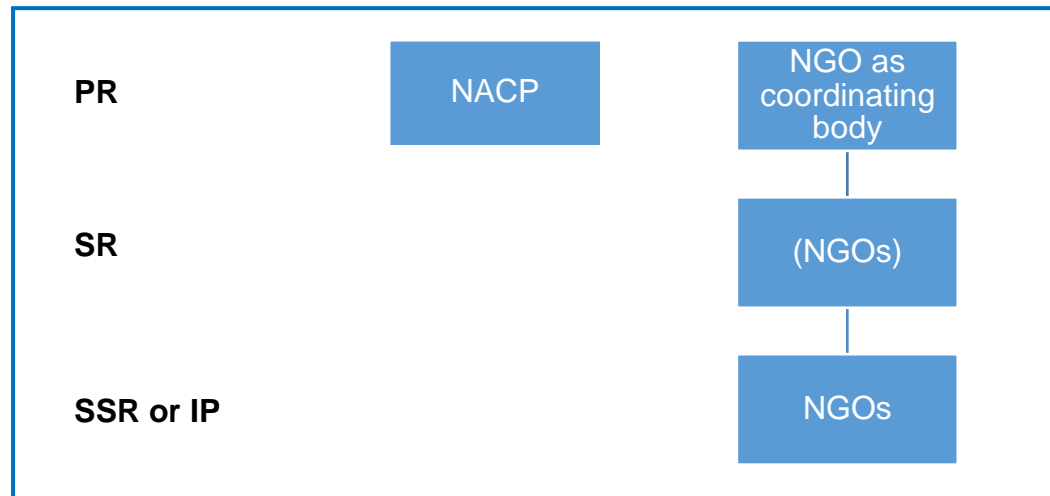 PR
NACP
NGO as
coordinating
body
SR
(NGOs)
SSR or IP
NGOs